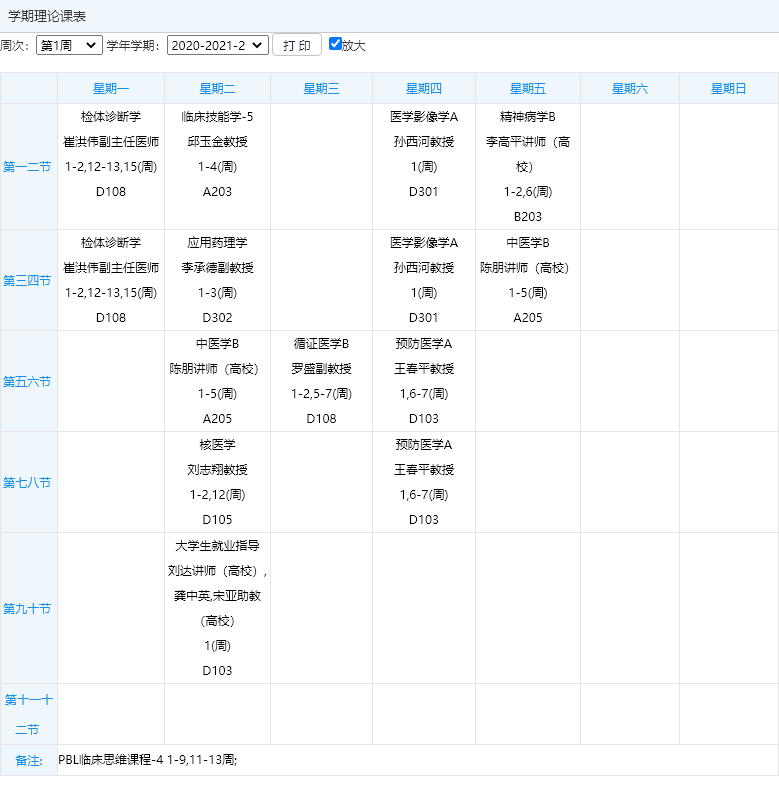 学期理论课表
周次: 第1周 学年学期: 2020-2021-2 打 印 放大
星期一 星期二 星期三 星期四 星期五 星期六 星期日
第一二节
检体诊断学
崔洪伟副主任医师
1-2,12-13,15(周)
D108
临床技能学-5
邱玉金教授
1-4(周)
A203
医学影像学A
孙西河教授
1(周)
D301
精神病学B
李高平讲师（高
校）
1-2,6(周)
B203
第三四节
检体诊断学
崔洪伟副主任医师
1-2,12-13,15(周)
D108
应用药理学
李承德副教授
1-3(周)
D302
医学影像学A
孙西河教授
1(周)
D301
中医学B
陈朋讲师（高校）
1-5(周)
A205
第五六节
中医学B
陈朋讲师（高校）
1-5(周)
A205
循证医学B
罗盛副教授
1-2,5-7(周)
D108
预防医学A
王春平教授
1,6-7(周)
D103
第七八节
核医学
刘志翔教授
1-2,12(周)
D105
预防医学A
王春平教授
1,6-7(周)
D103
第九十节
大学生就业指导
刘达讲师（高校）,
龚中英,宋亚助教
（高校）
1(周)
D103
第十一十
二节
备注: PBL临床思维课程-4 1-9,11-13周;